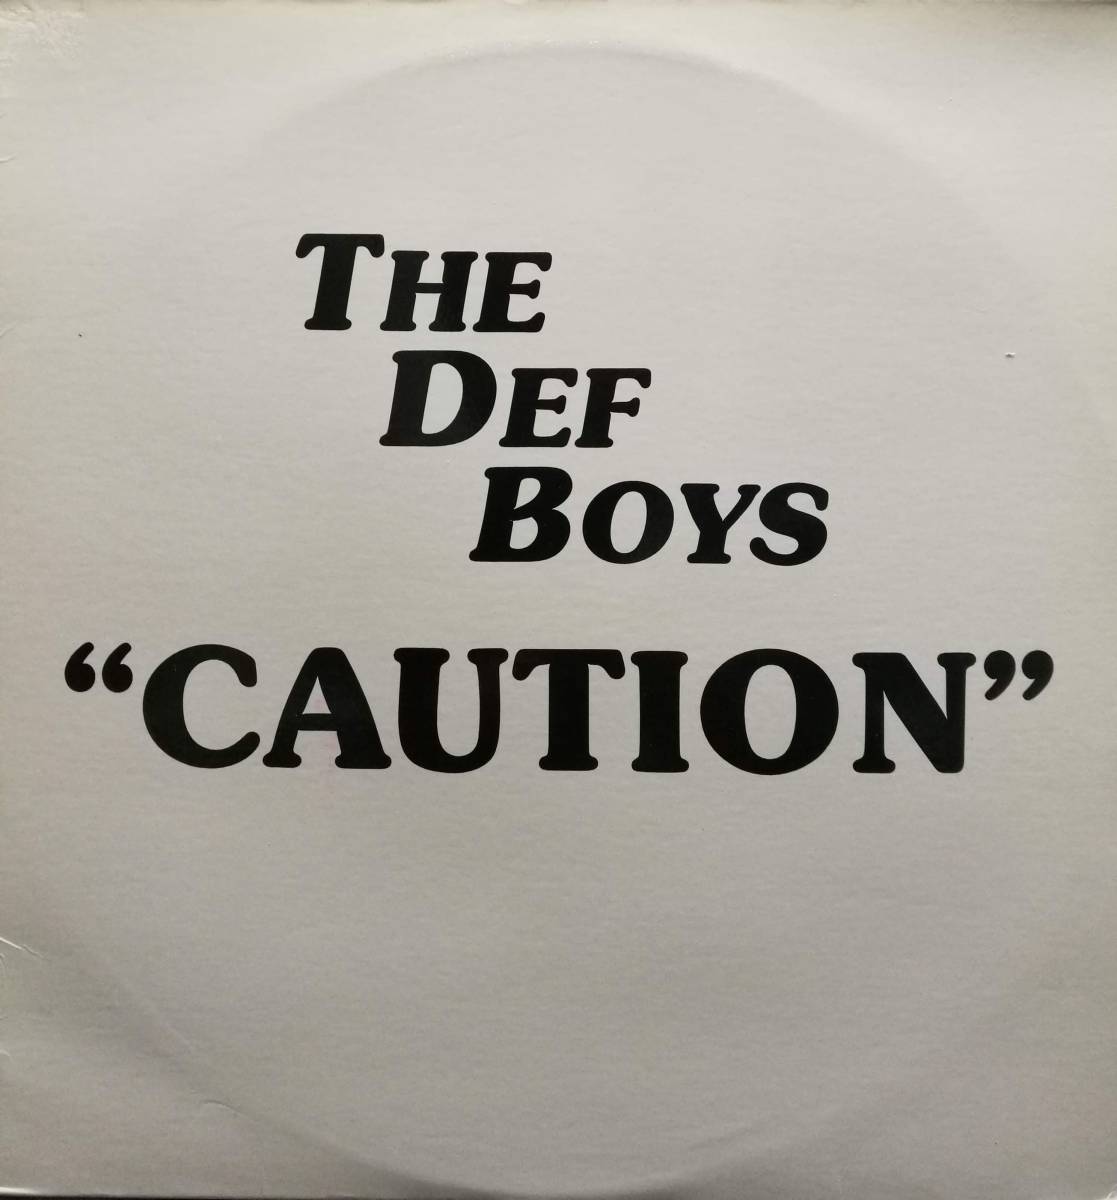 THE
DEF
BOYS
“CAUTION”